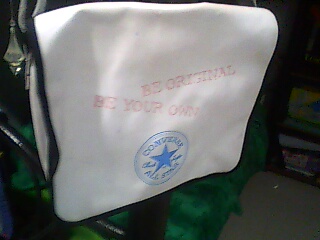 BE ORIGINAL
BE YOUR OWN
CONVERSE
ALL STAR